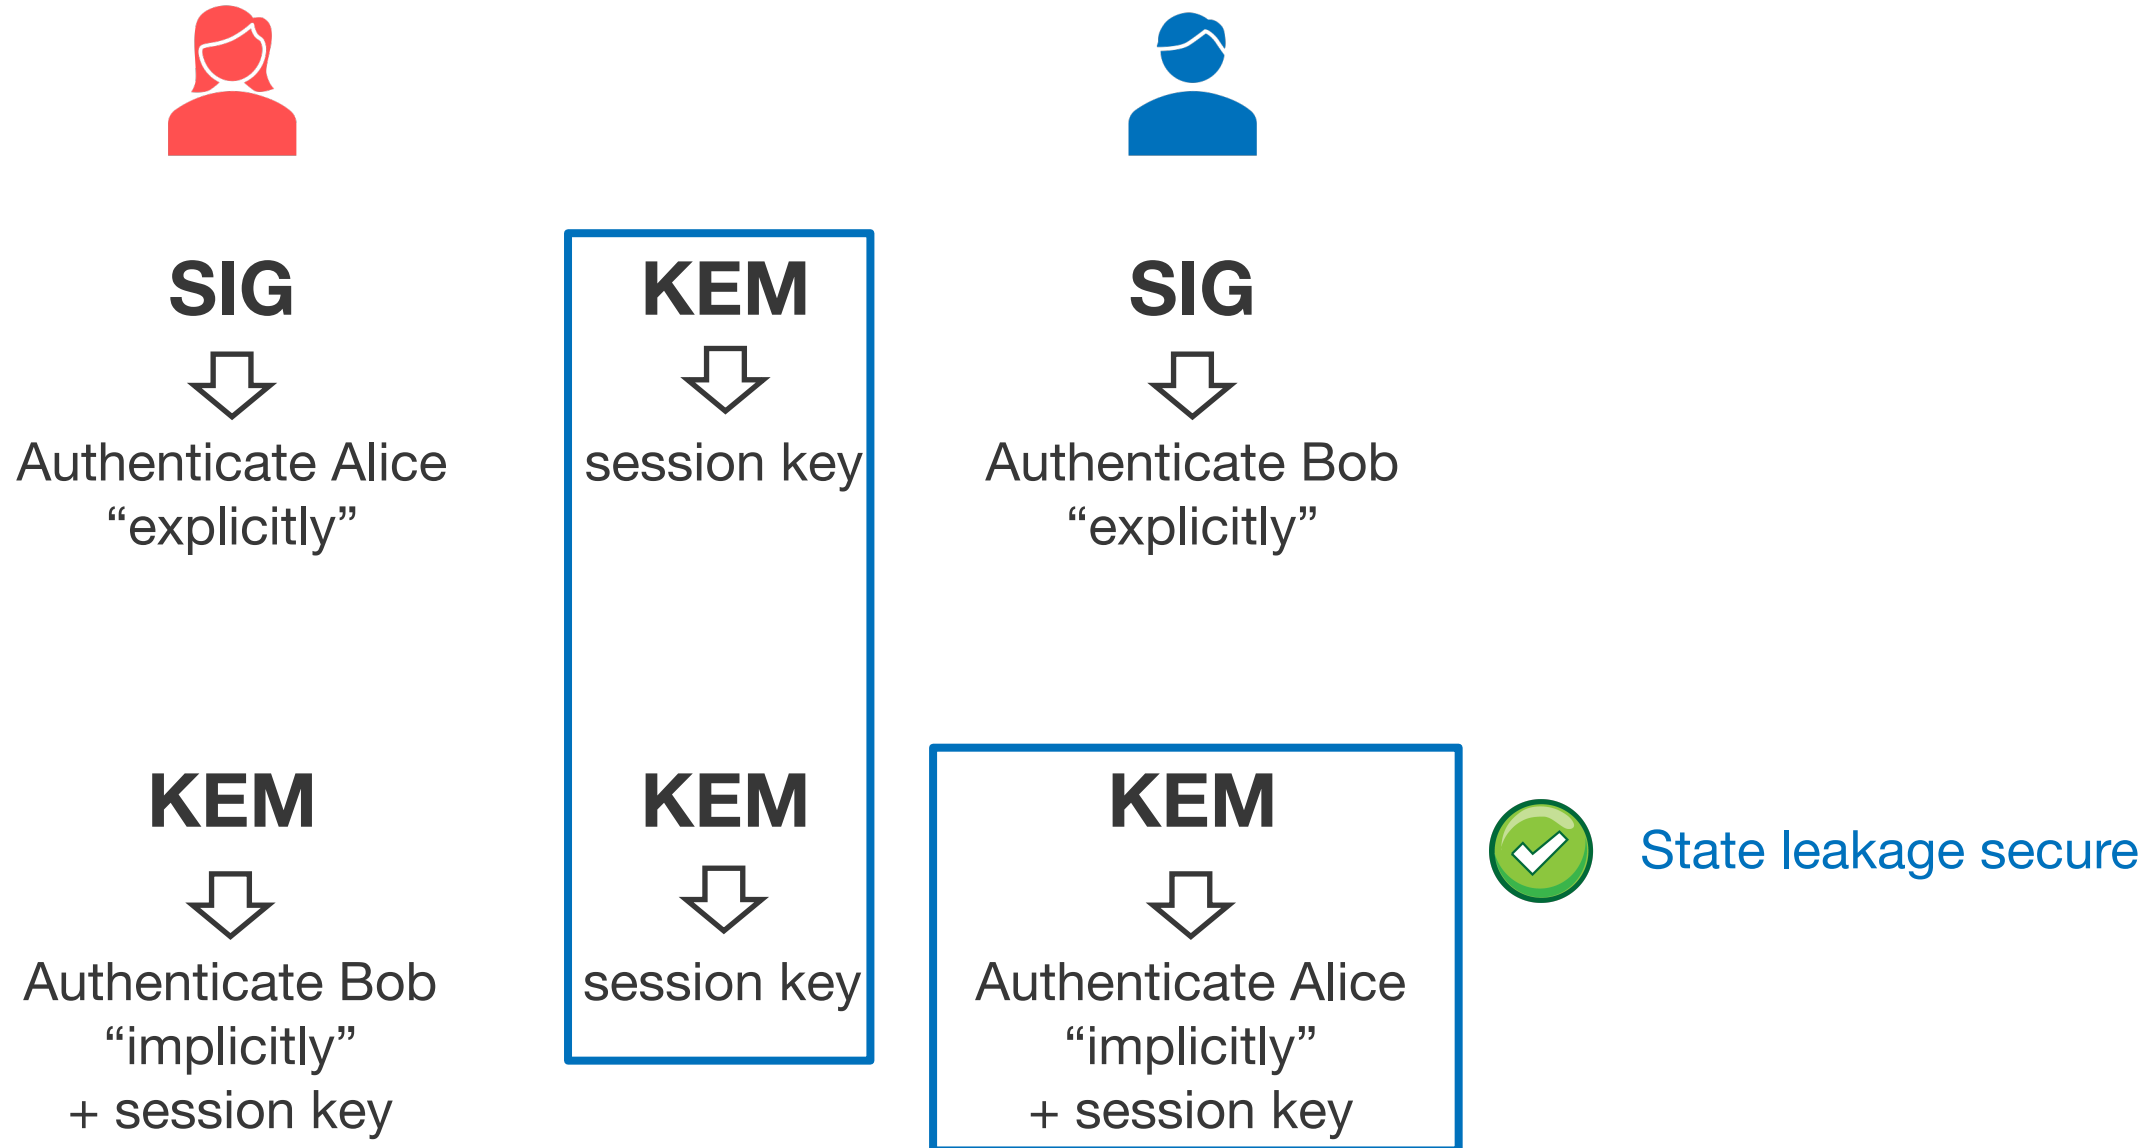 SIG
KEM
SIG
Authenticate Alice
“explicitly”
session key
Authenticate Bob
“explicitly”
KEM
KEM
KEM
State leakage secure
Authenticate Bob
“implicitly”
+ session key
session key
Authenticate Alice
“implicitly”
+ session key